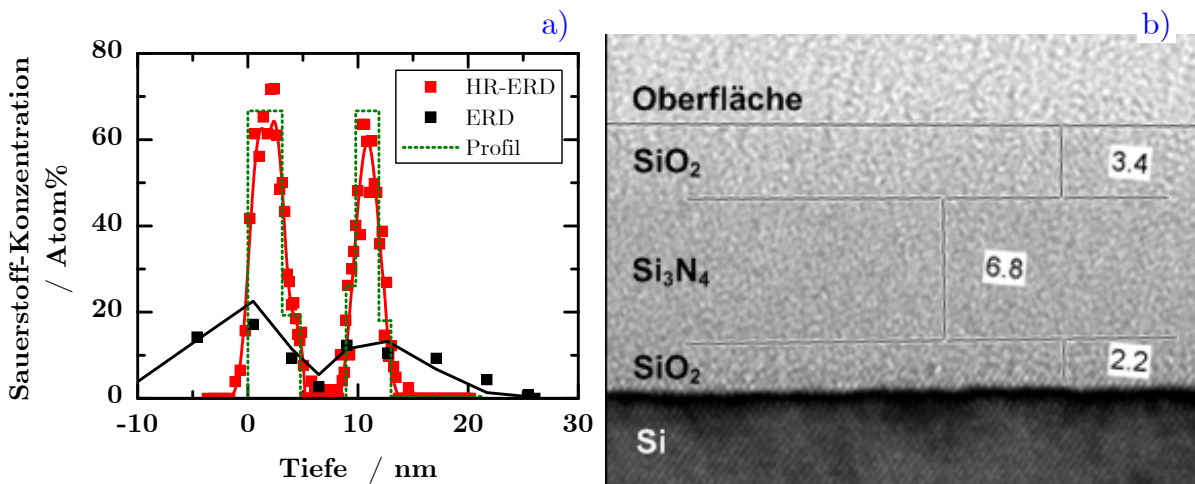 a)
Sauerstoff-Konzentration
/ Atom%
80
60
40
20
0
-10
0
10
20
30
Tiefe / nm
HR-ERD
ERD
Profil
b)
Oberfläche
SiO₂
3.4
Si₃N₄
6.8
SiO₂
2.2
Si